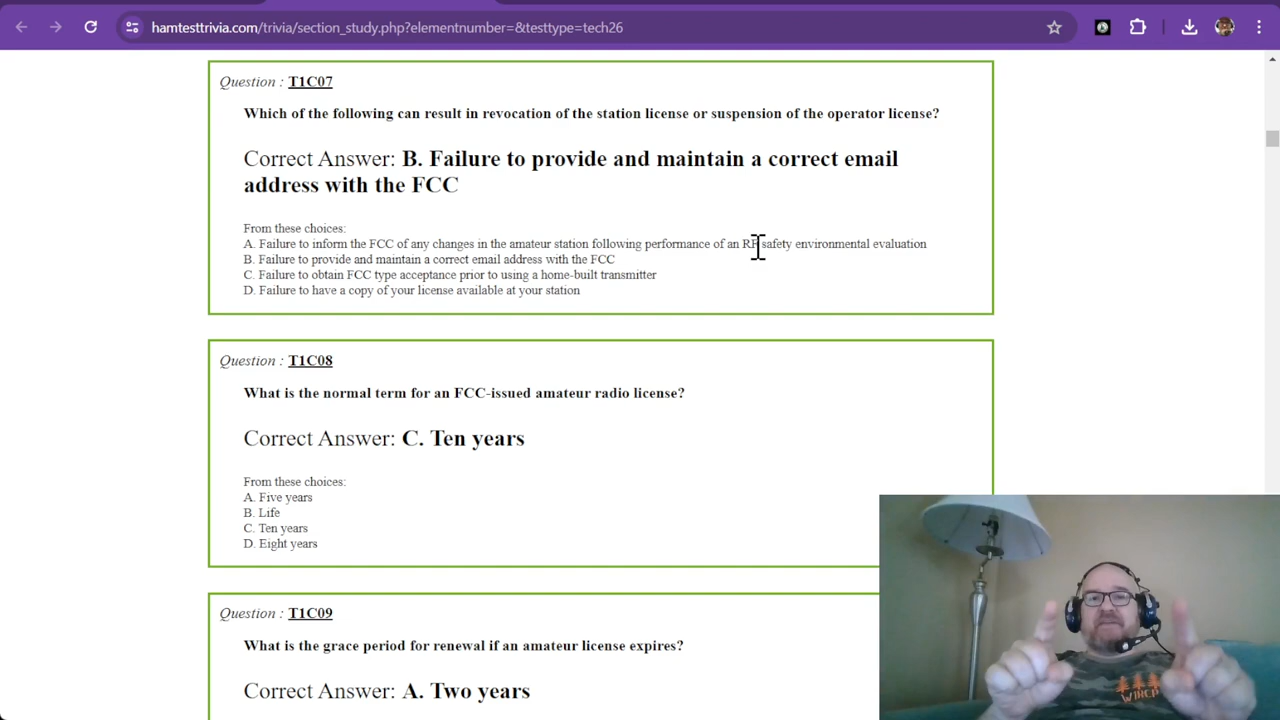 hamtesttrivia.com/trivia/section_study.php?elementnumber=&testtype=tech26
Question : T1C07
Which of the following can result in revocation of the station license or suspension of the operator license?
Correct Answer: B. Failure to provide and maintain a correct email
address with the FCC
From these choices:
A. Failure to inform the FCC of any changes in the amateur station following performance of an RF safety environmental evaluation
B. Failure to provide and maintain a correct email address with the FCC
C. Failure to obtain FCC type acceptance prior to using a home-built transmitter
D. Failure to have a copy of your license available at your station
Question : T1C08
What is the normal term for an FCC-issued amateur radio license?
Correct Answer: C. Ten years
From these choices:
A. Five years
B. Life
C. Ten years
D. Eight years
Question : T1C09
What is the grace period for renewal if an amateur license expires?
Correct Answer: A. Two years
W1RCP